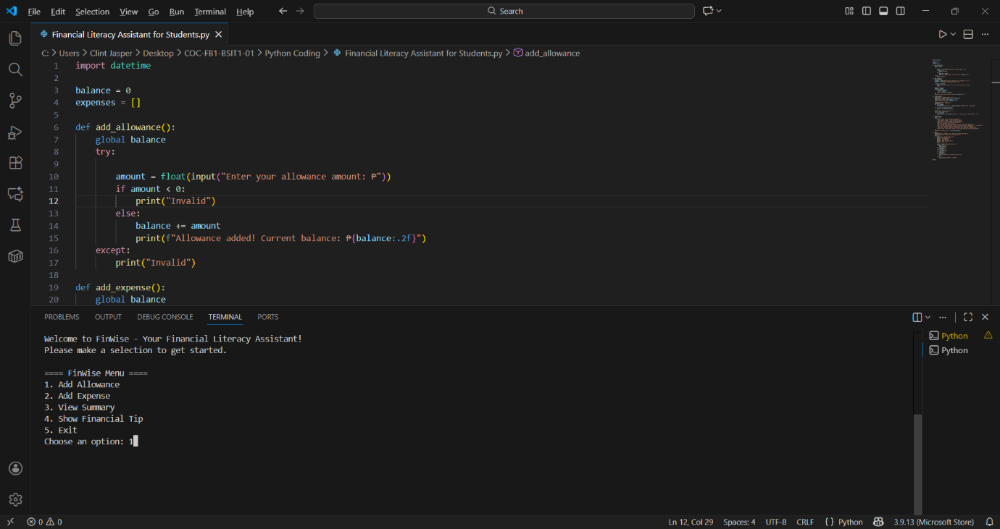 File Edit Selection View Go Run Terminal Help Search
Financial Literacy Assistant for Students.py
C: > Users > Clint Jasper > Desktop > COC-FB1-BSIT1-01 > Python Coding > Financial Literacy Assistant for Students.py > add_allowance
1 import datetime
2
3 balance = 0
4 expenses = []
5
6 def add_allowance():
7     global balance
8     try:
9
10         amount = float(input("Enter your allowance amount: ₱"))
11         if amount < 0:
12             print("Invalid")
13         else:
14             balance += amount
15             print(f"Allowance added! Current balance: ₱{balance:.2f}")
16     except:
17         print("Invalid")
18
19 def add_expense():
20     global balance
PROBLEMS OUTPUT DEBUG CONSOLE TERMINAL PORTS
Welcome to FinWise - Your Financial Literacy Assistant!
Please make a selection to get started.
==== FinWise Menu ====
1. Add Allowance
2. Add Expense
3. View Summary
4. Show Financial Tip
5. Exit
Choose an option: 1
Python
Python
0 0 Ln 12, Col 29 Spaces: 4 UTF-8 CRLF { } Python 3.9.13 (Microsoft Store)